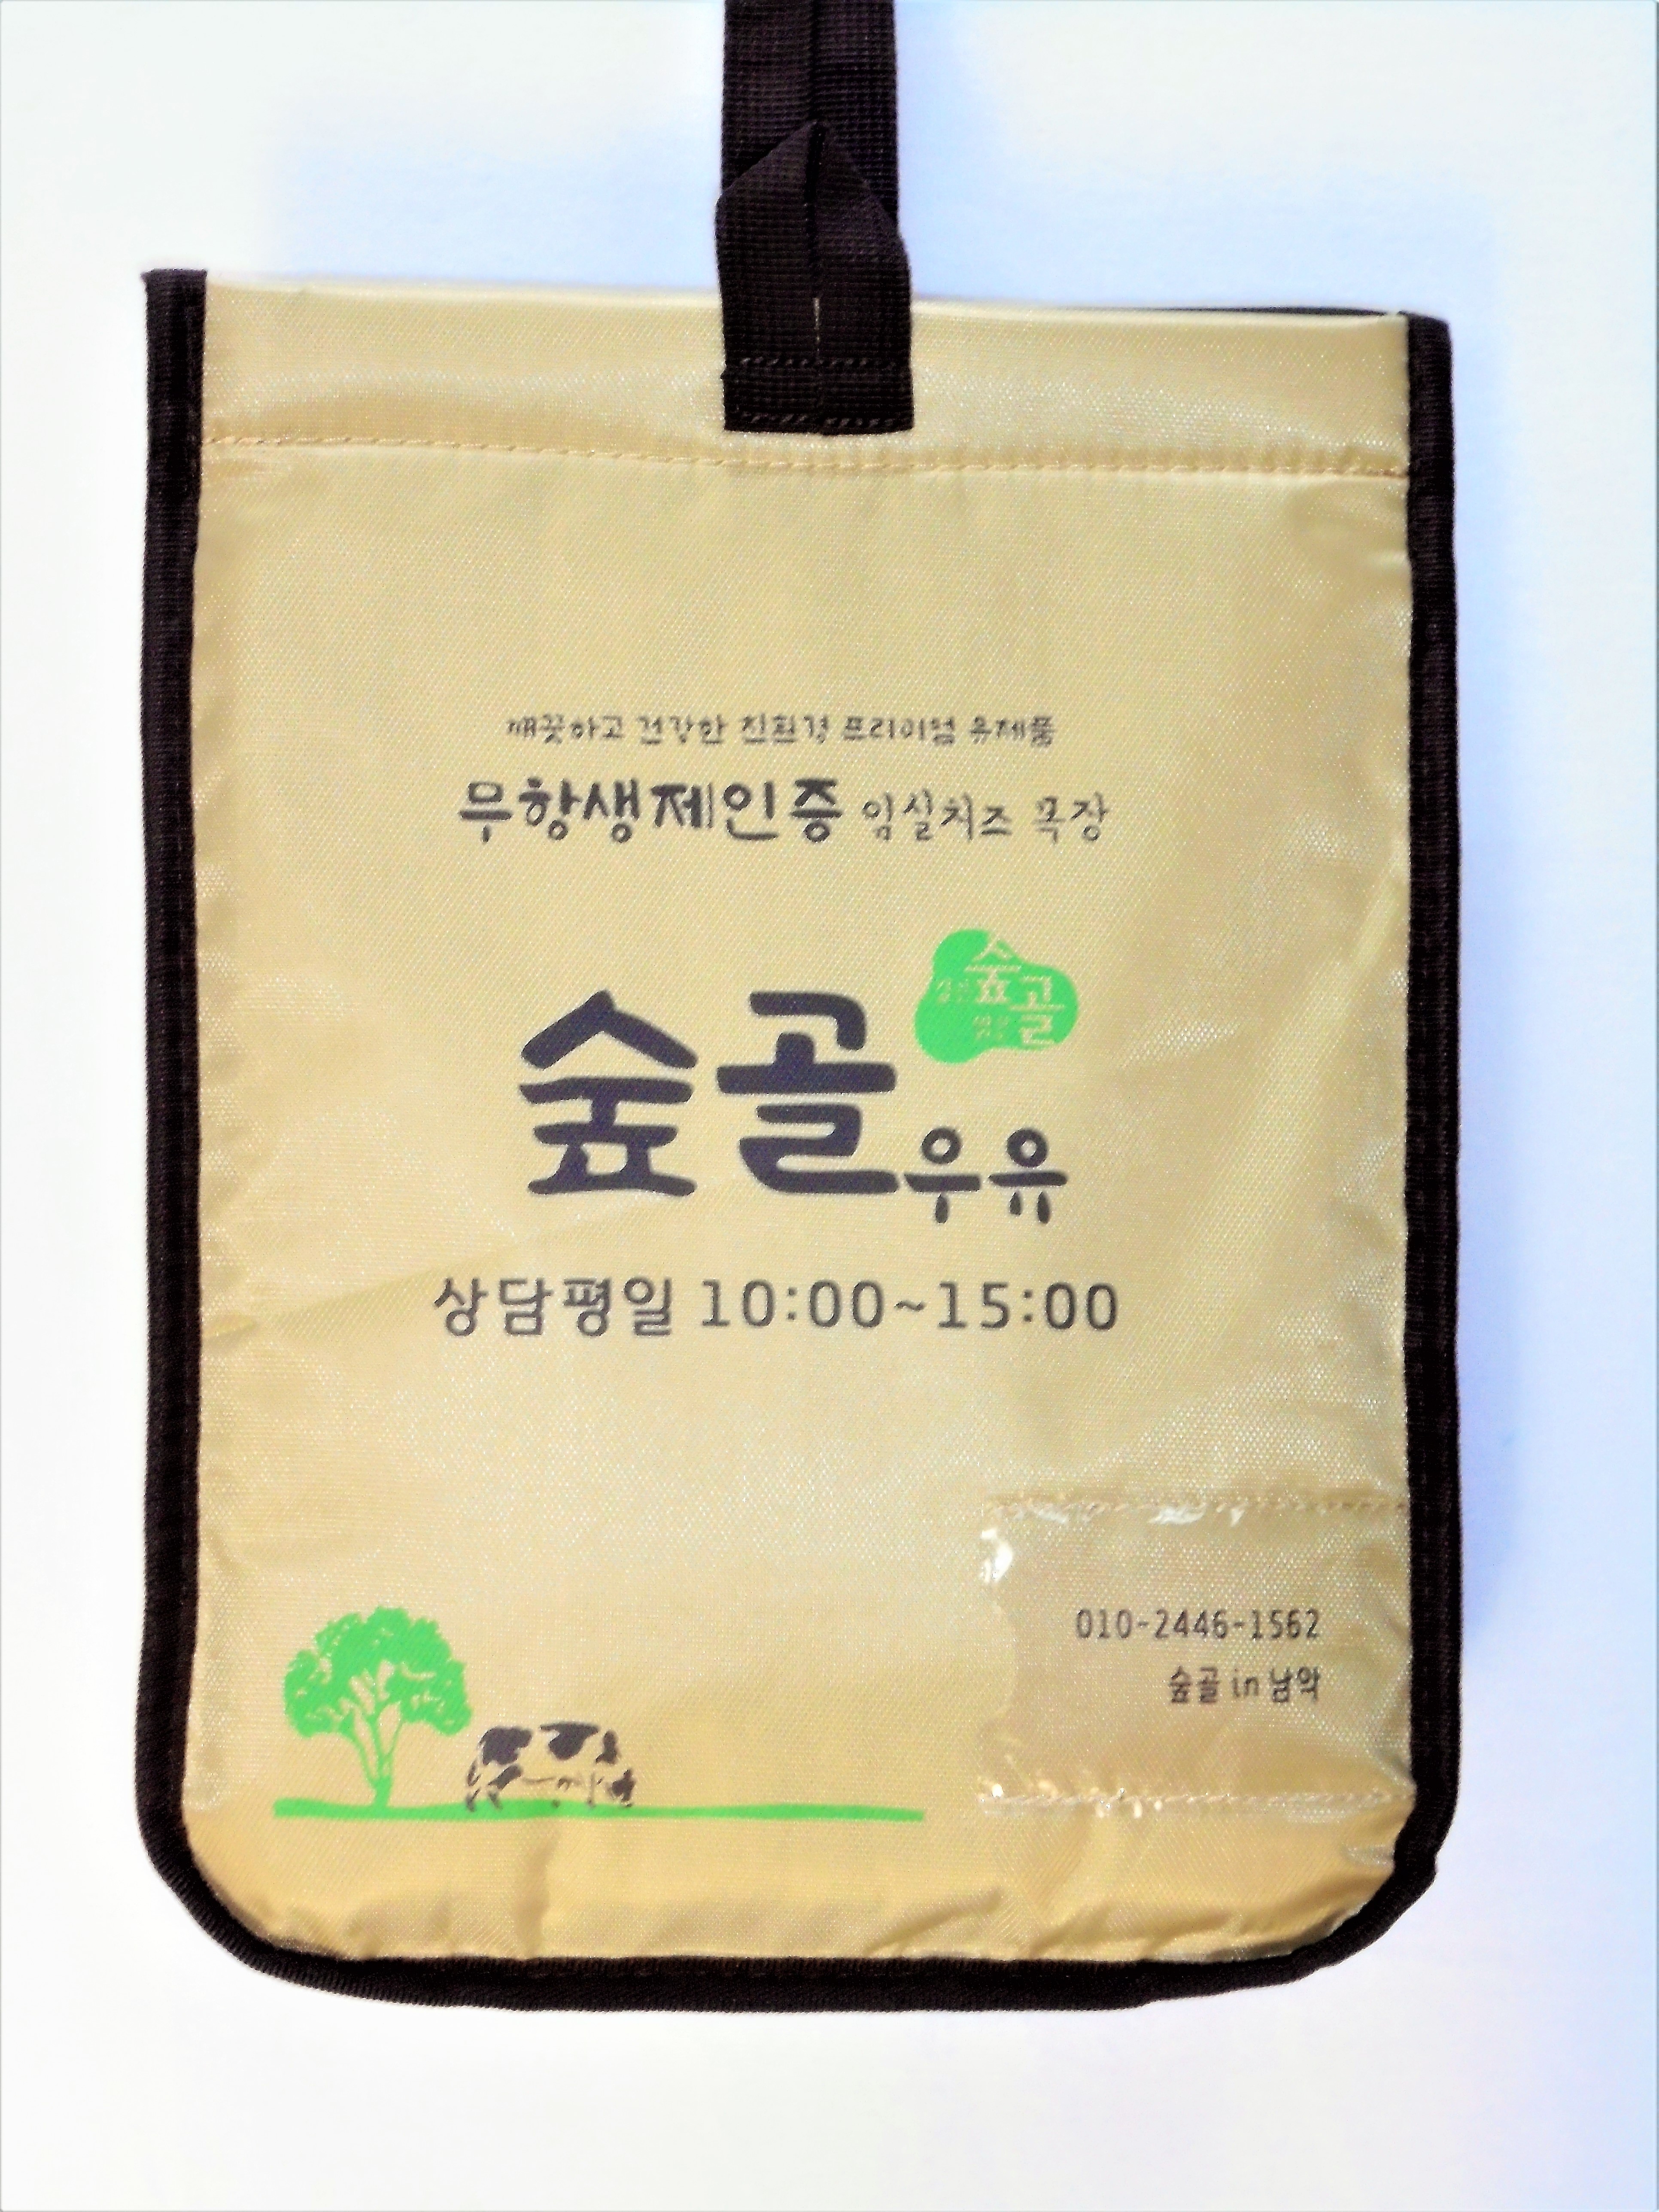 깨끗하고 건강한 친환경 프리미엄 유제품
무항생제인증 임실치즈 목장
숲골
숲골우유
상담평일 10:00~15:00
010-2446-1562
숲골 in 남악